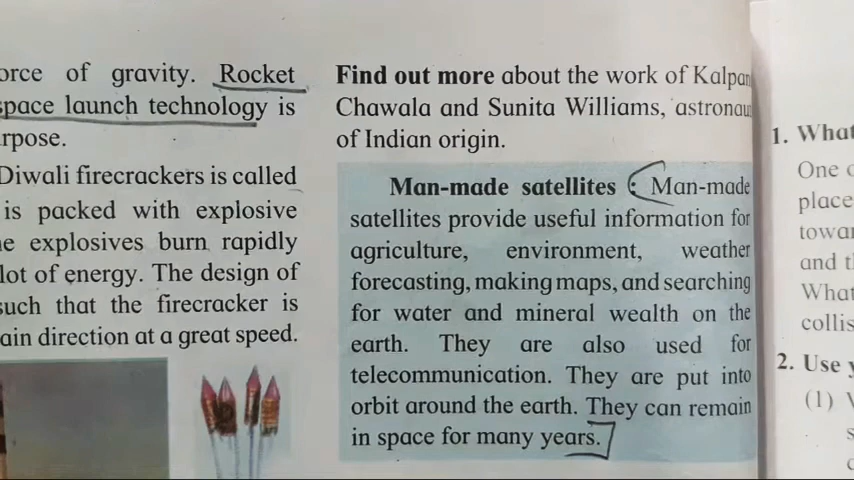 orce of gravity. Rocket
space launch technology is
rpose.
Diwali firecrackers is called
is packed with explosive
e explosives burn rapidly
lot of energy. The design of
such that the firecracker is
ain direction at a great speed.
Find out more about the work of Kalpan
Chawala and Sunita Williams, astronau
of Indian origin.
Man-made satellites : Man-made
satellites provide useful information for
agriculture, environment, weather
forecasting, making maps, and searching
for water and mineral wealth on the
earth. They are also used for
telecommunication. They are put into
orbit around the earth. They can remain
in space for many years.
1. What
One
place
towar
and t
What
collis
2. Use y
(1)